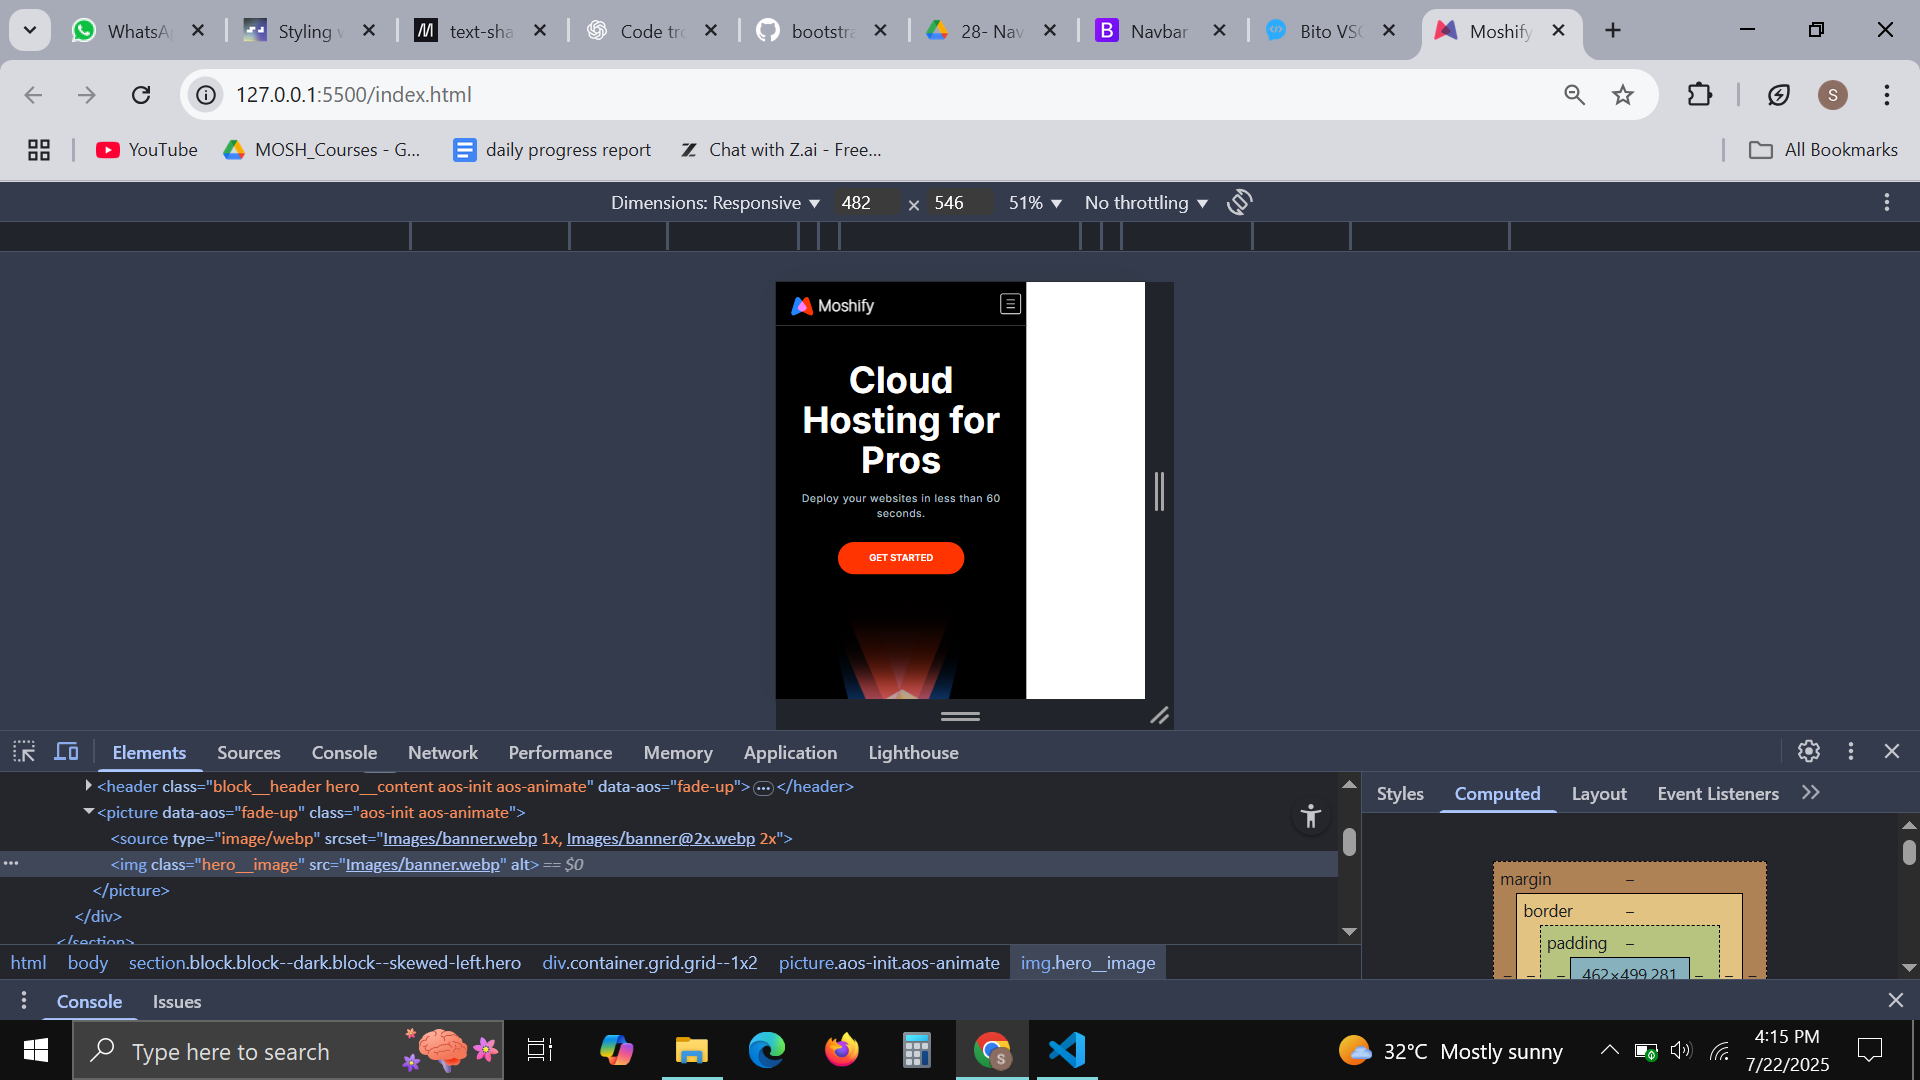 WhatsA
Styling v
text-sha
Code tro
bootstra
28- Nav
Navbar
Bito VSC
Moshify
127.0.0.1:5500/index.html
S
YouTube
MOSH_Courses - G...
daily progress report
Chat with Z.ai - Free...
All Bookmarks
Dimensions: Responsive 482 × 546 51% No throttling
Moshify
Cloud
Hosting for
Pros
Deploy your websites in less than 60
seconds.
GET STARTED
Elements Sources Console Network Performance Memory Application Lighthouse
<header class="block__header hero__content aos-init aos-animate" data-aos="fade-up">…</header>
<picture data-aos="fade-up" class="aos-init aos-animate">
<source type="image/webp" srcset="Images/banner.webp 1x, Images/banner@2x.webp 2x">
<img class="hero__image" src="Images/banner.webp" alt> == $0
</picture>
</div>
</section>
html body section.block.block--dark.block--skewed-left.hero div.container.grid.grid--1x2 picture.aos-init.aos-animate img.hero__image
Styles Computed Layout Event Listeners
margin –
border –
padding –
– – – 462×499.281 – – –
Console Issues
Type here to search
32°C Mostly sunny
4:15 PM
7/22/2025